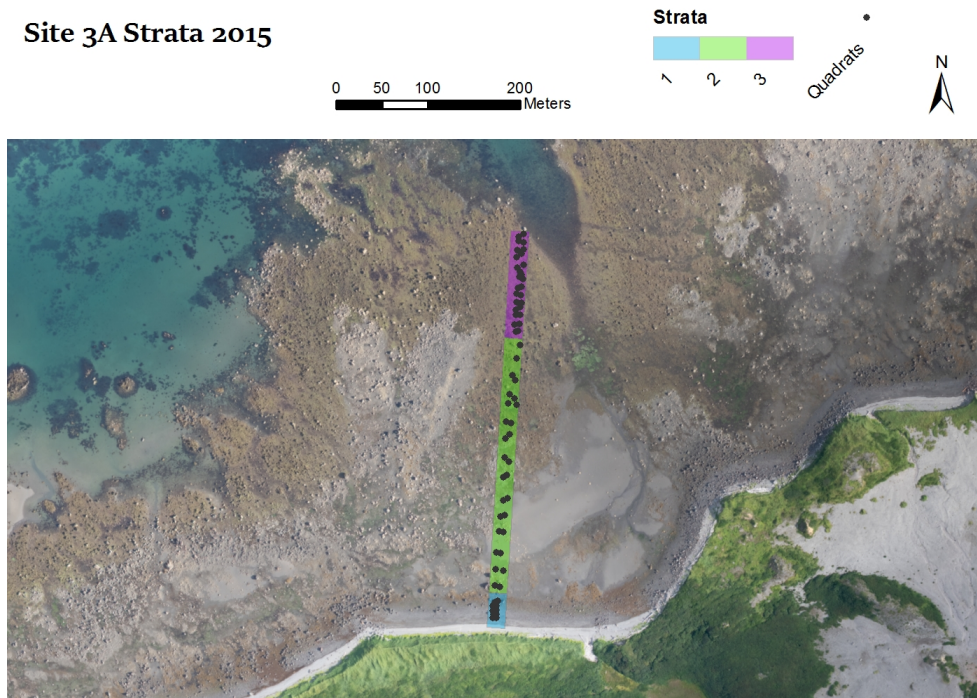 Site 3A Strata 2015
Strata
1 2 3
Quadrats
N
0 50 100 200
Meters